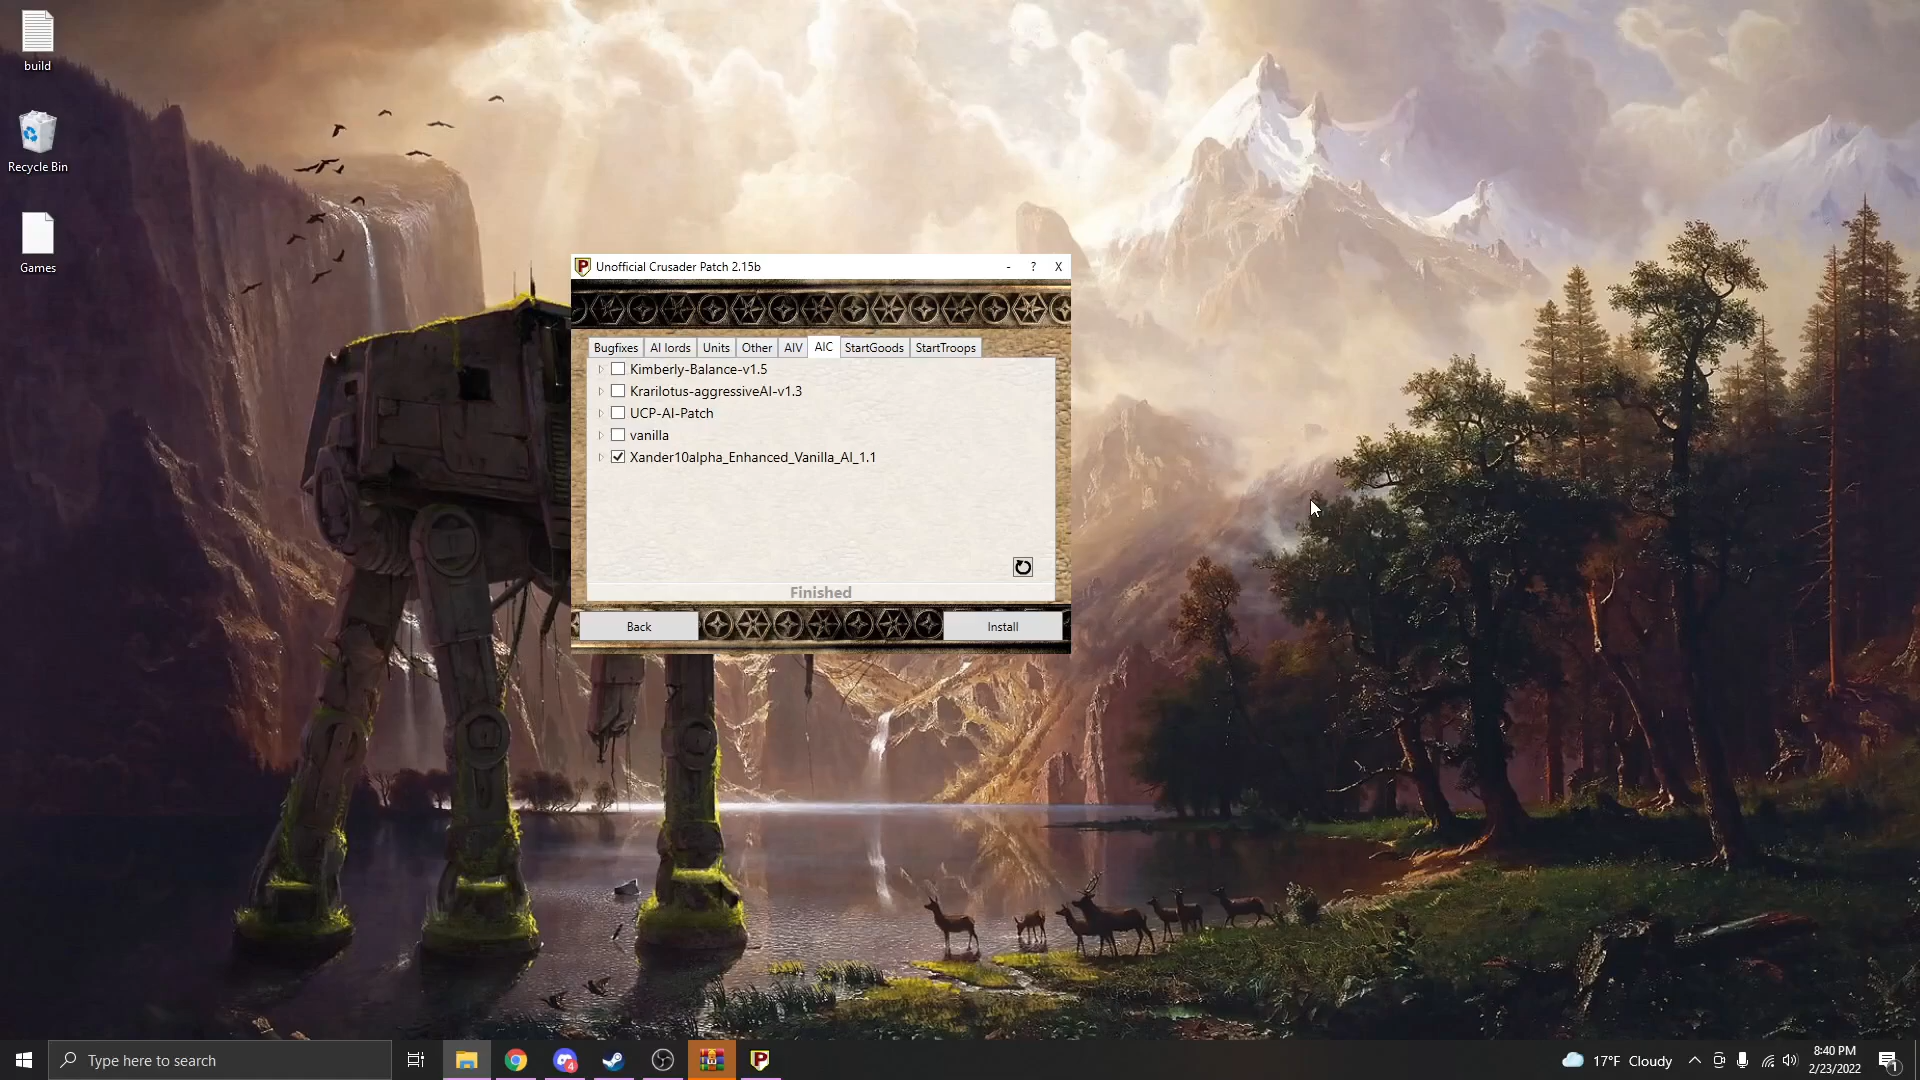 build
Recycle Bin
Games
Unofficial Crusader Patch 2.15b
- ? X
Bugfixes AI lords Units Other AIV AIC StartGoods StartTroops
Kimberly-Balance-v1.5
Krarilotus-aggressiveAI-v1.3
UCP-AI-Patch
vanilla
Xander10alpha_Enhanced_Vanilla_AI_1.1
Finished
Back Install
Type here to search
4
17°F Cloudy
8:40 PM
2/23/2022
1